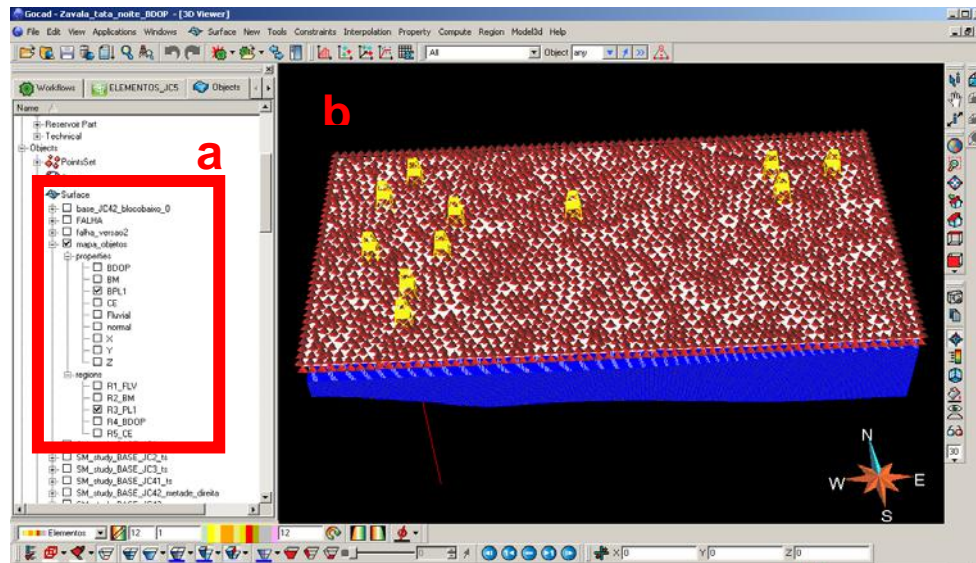 Gocad - Zavala_tata_noite_BDOP - [3D Viewer]
File Edit View Applications Windows Surface New Tools Constraints Interpolation Property Compute Region Model3d Help
All Object any
Workflows ELEMENTOS_JC5 Objects
Name
Reservoir Part
Technical
Objects
PointsSet
a
b
Surface
base_JC42_blocobaixo_0
FALHA
falha_versao2
mapa_objetos
properties
BDOP
BM
BPL1
CE
Fluvial
normal
X
Y
Z
regions
R1_FLV
R2_BM
R3_PL1
R4_BDOP
R5_CE
SM_study_BASE_JC2_ts
SM_study_BASE_JC3_ts
SM_study_BASE_JC41_ts
SM_study_BASE_JC42_metade_direita
N
W E
S
30
Elementos 12 1 12
0 X 0 Y 0 Z 0